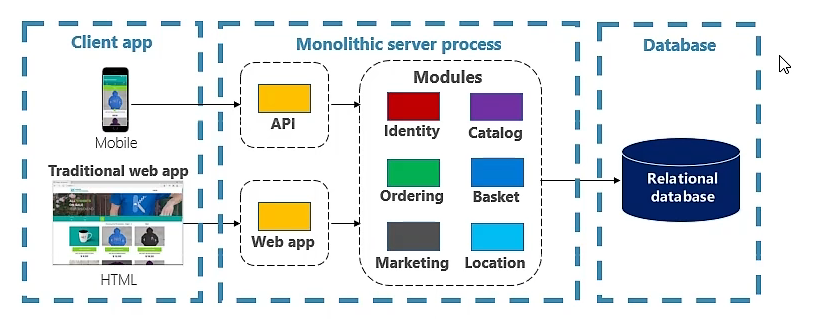 Client app
Monolithic server process
Database
Modules
API
Identity
Catalog
Mobile
Traditional web app
Ordering
Basket
Relational
database
Web app
Marketing
Location
HTML